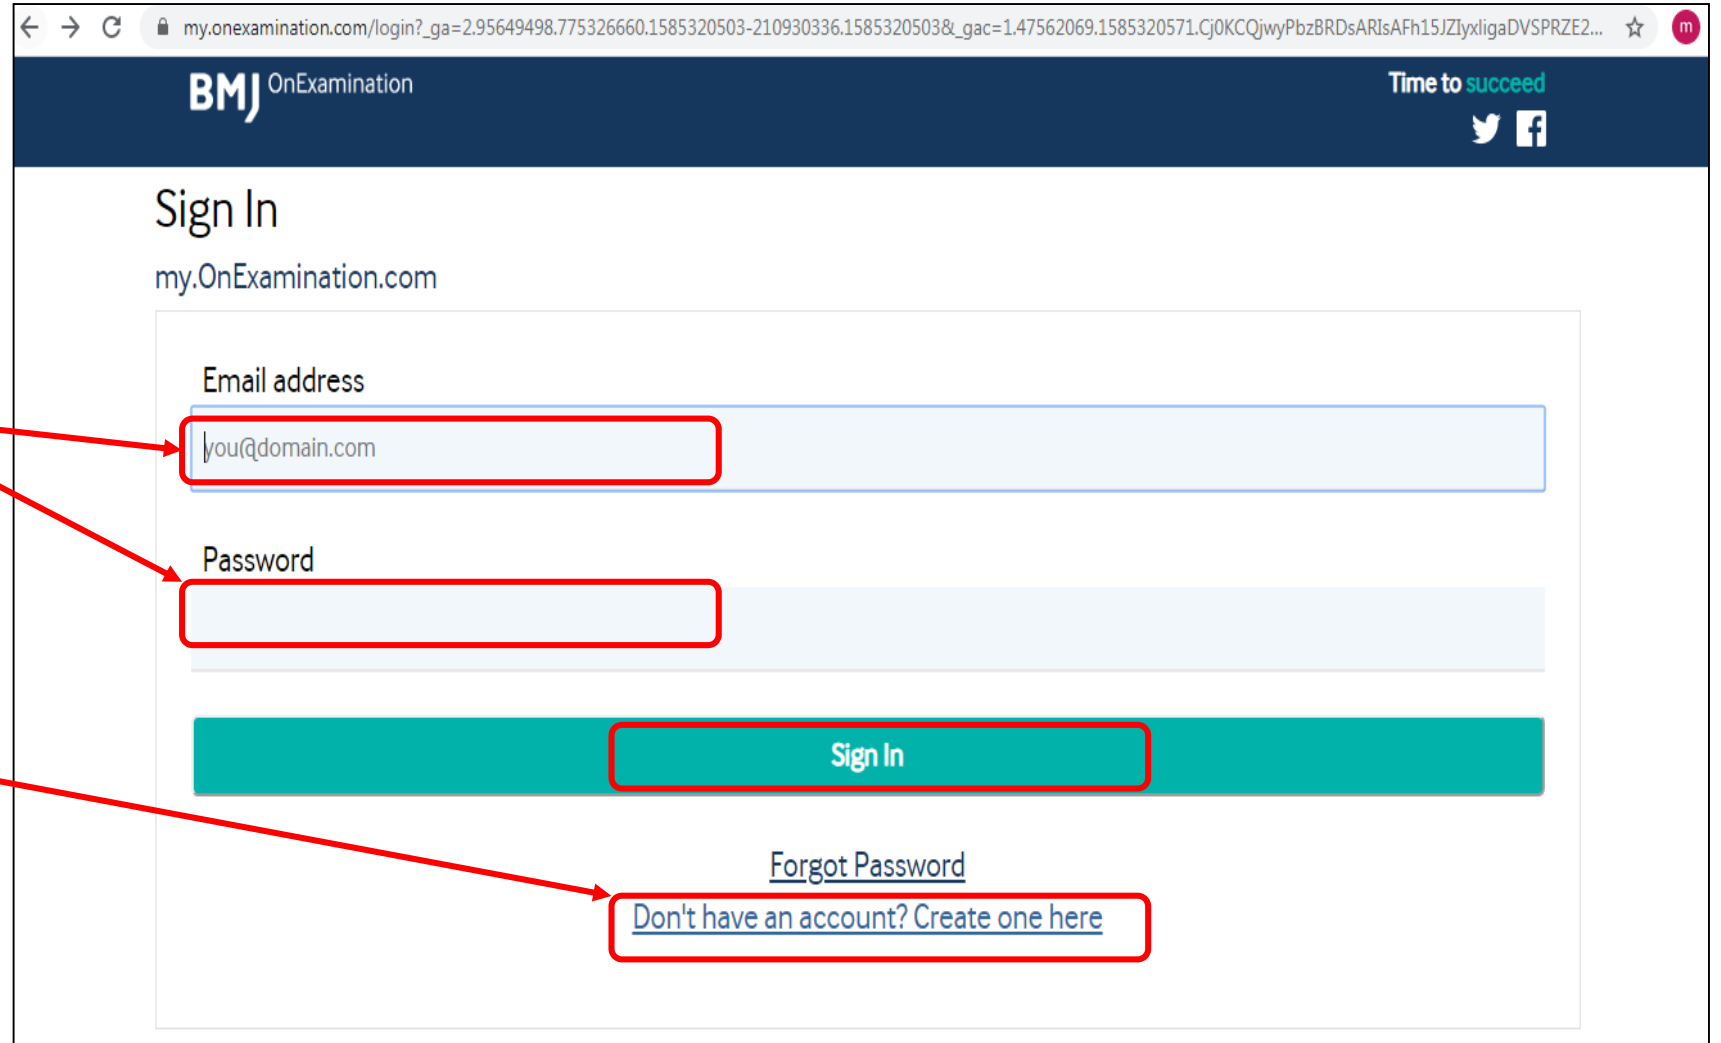 my.onexamination.com/login?_ga=2.95649498.775326660.1585320503-210930336.1585320503&_gac=1.47562069.1585320571.Cj0KCQjwyPbzBRDsARIsAFh15JZIyxligaDVSPRZE2...
m
BMJ OnExamination
Time to succeed
Sign In
my.OnExamination.com
Email address
you@domain.com
Password
Sign In
Forgot Password
Don't have an account? Create one here